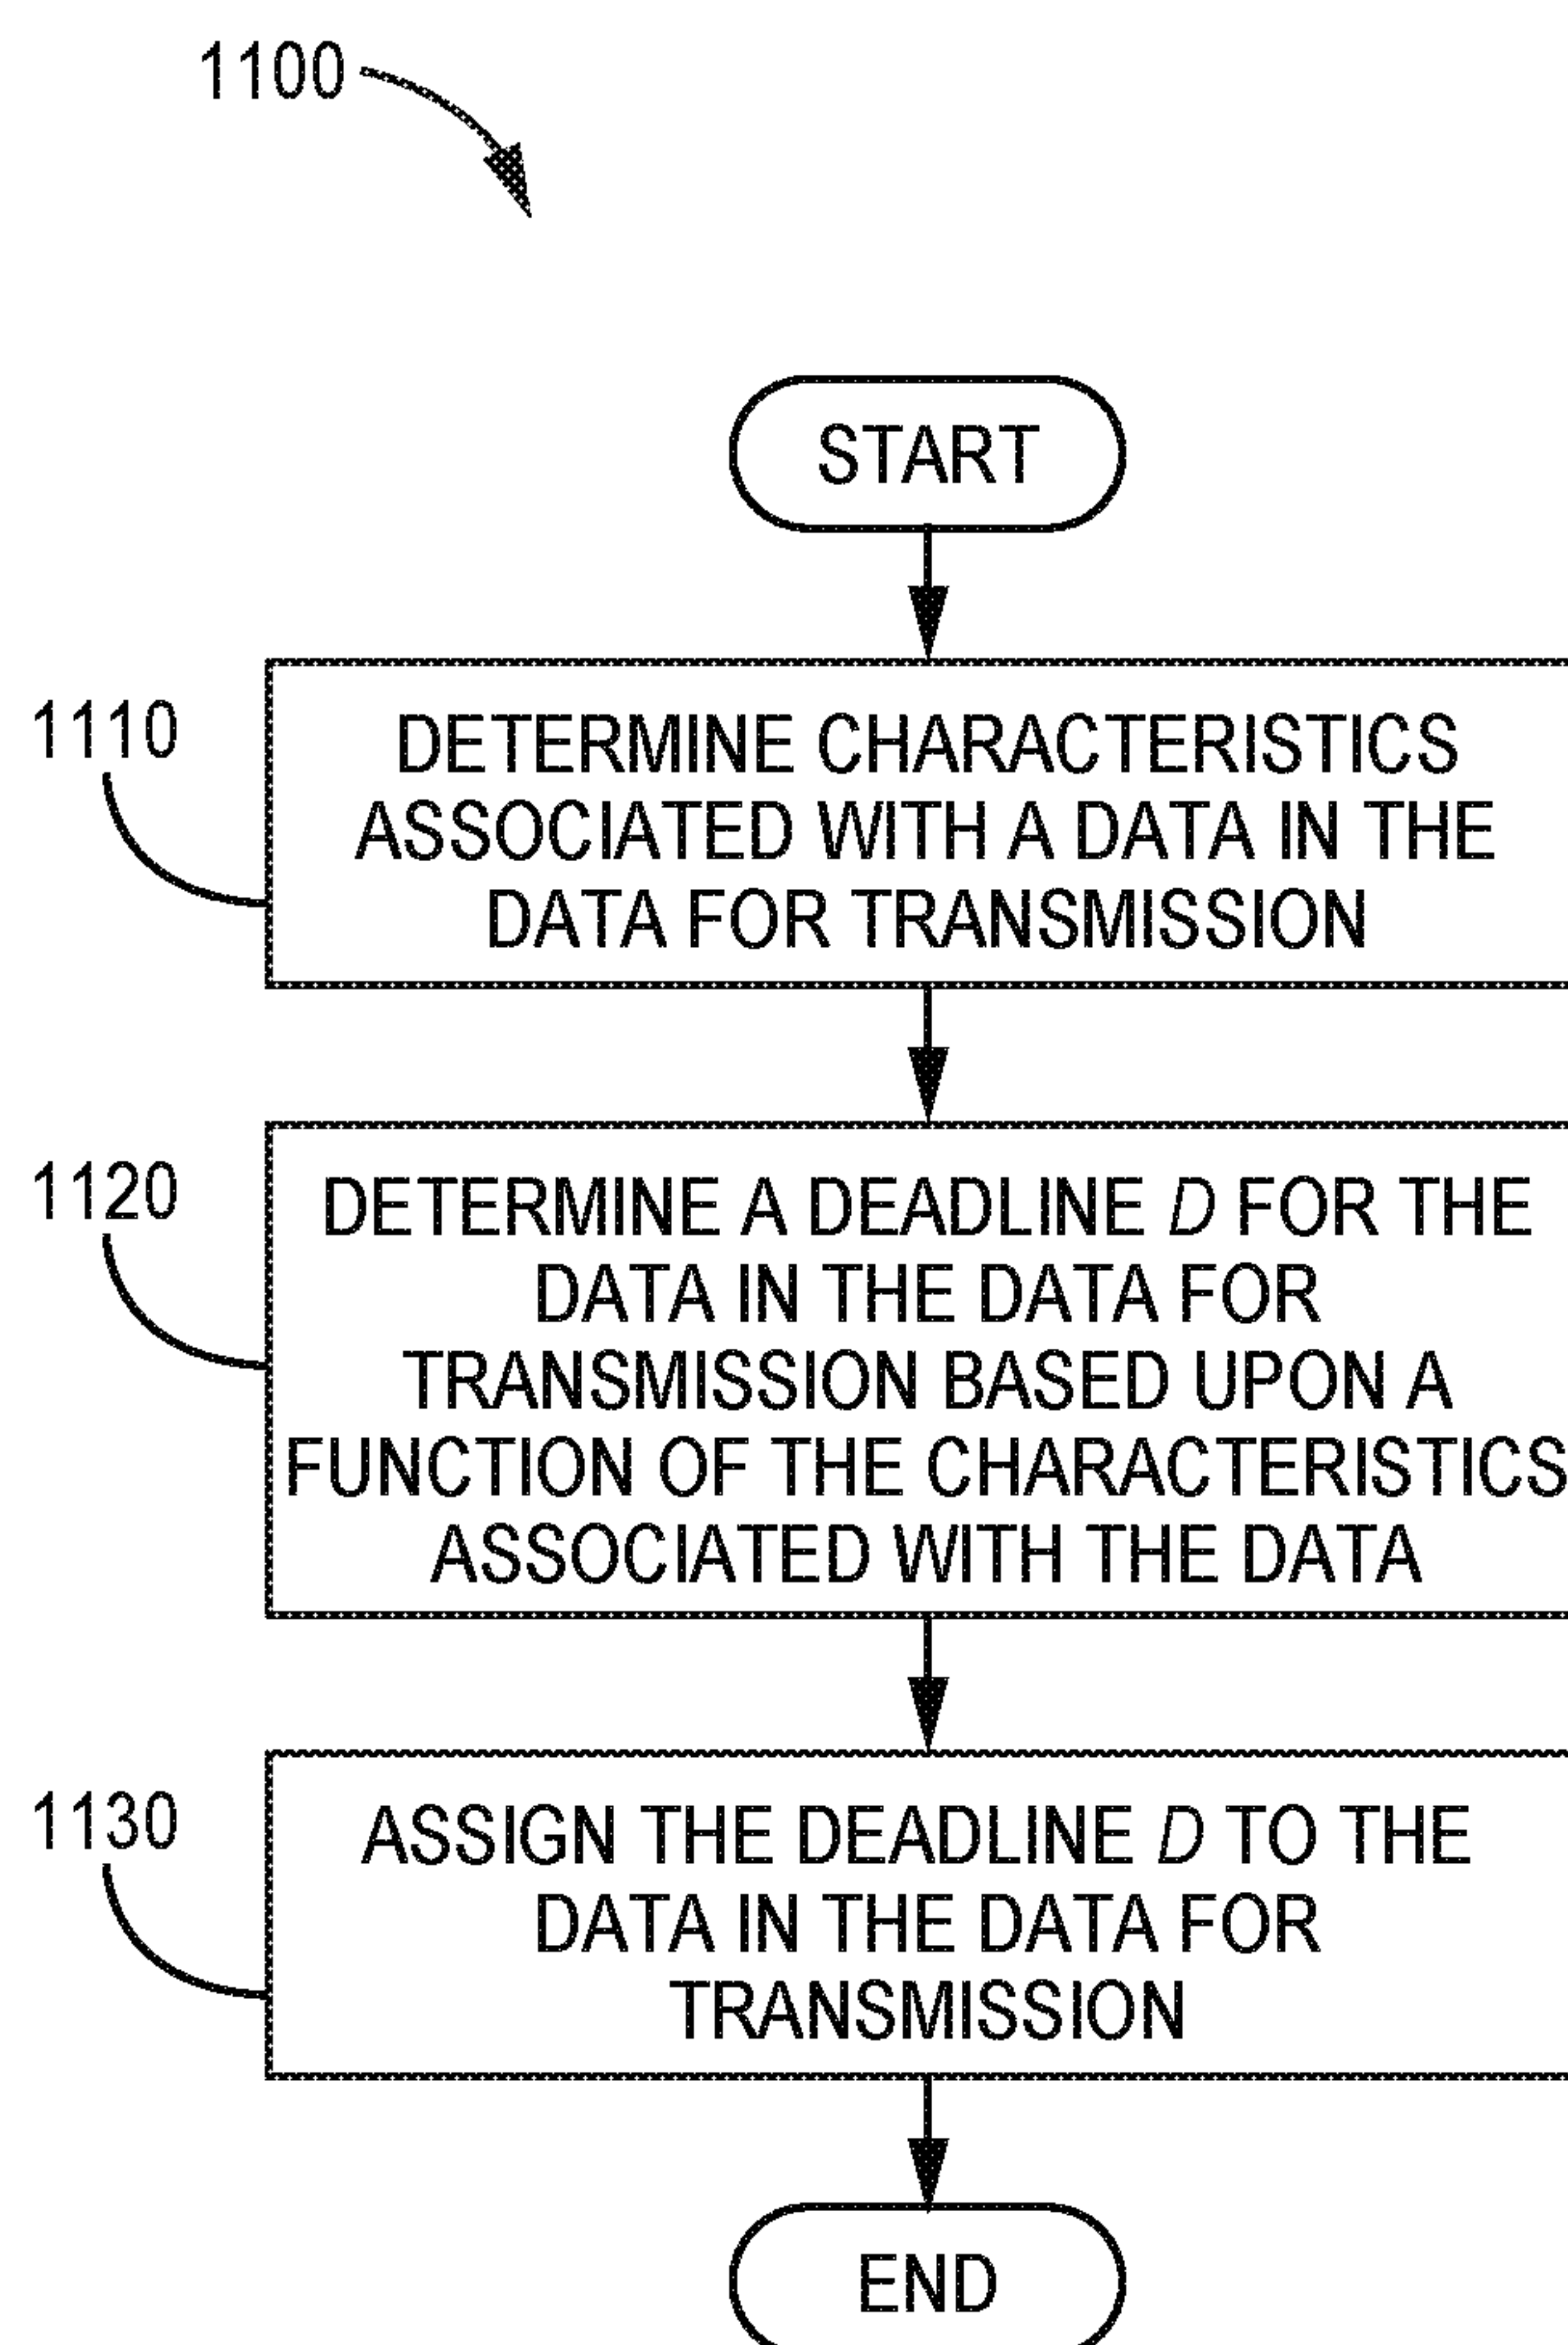 1100
START
1110
DETERMINE CHARACTERISTICS
ASSOCIATED WITH A DATA IN THE
DATA FOR TRANSMISSION
1120
DETERMINE A DEADLINE D FOR THE
DATA IN THE DATA FOR
TRANSMISSION BASED UPON A
FUNCTION OF THE CHARACTERISTICS
ASSOCIATED WITH THE DATA
1130
ASSIGN THE DEADLINE D TO THE
DATA IN THE DATA FOR
TRANSMISSION
END